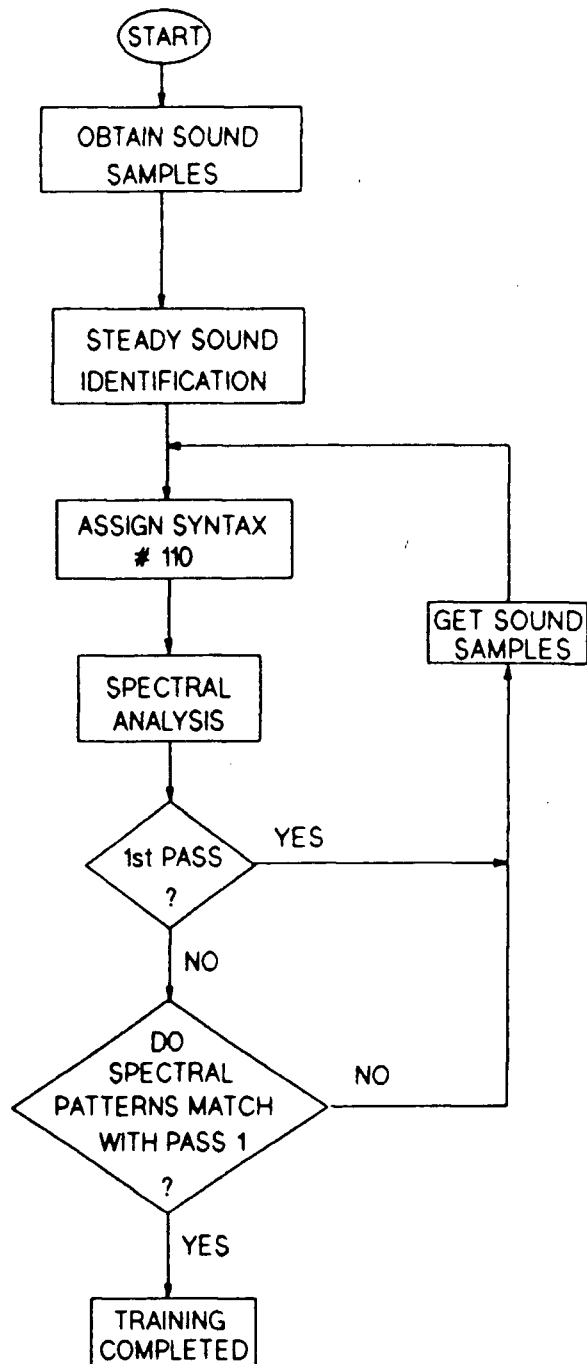 START
OBTAIN SOUND
SAMPLES
STEADY SOUND
IDENTIFICATION
ASSIGN SYNTAX
# 110
GET SOUND
SAMPLES
SPECTRAL
ANALYSIS
1st PASS
?
YES
NO
DO
SPECTRAL
PATTERNS MATCH
WITH PASS 1
?
NO
YES
TRAINING
COMPLETED